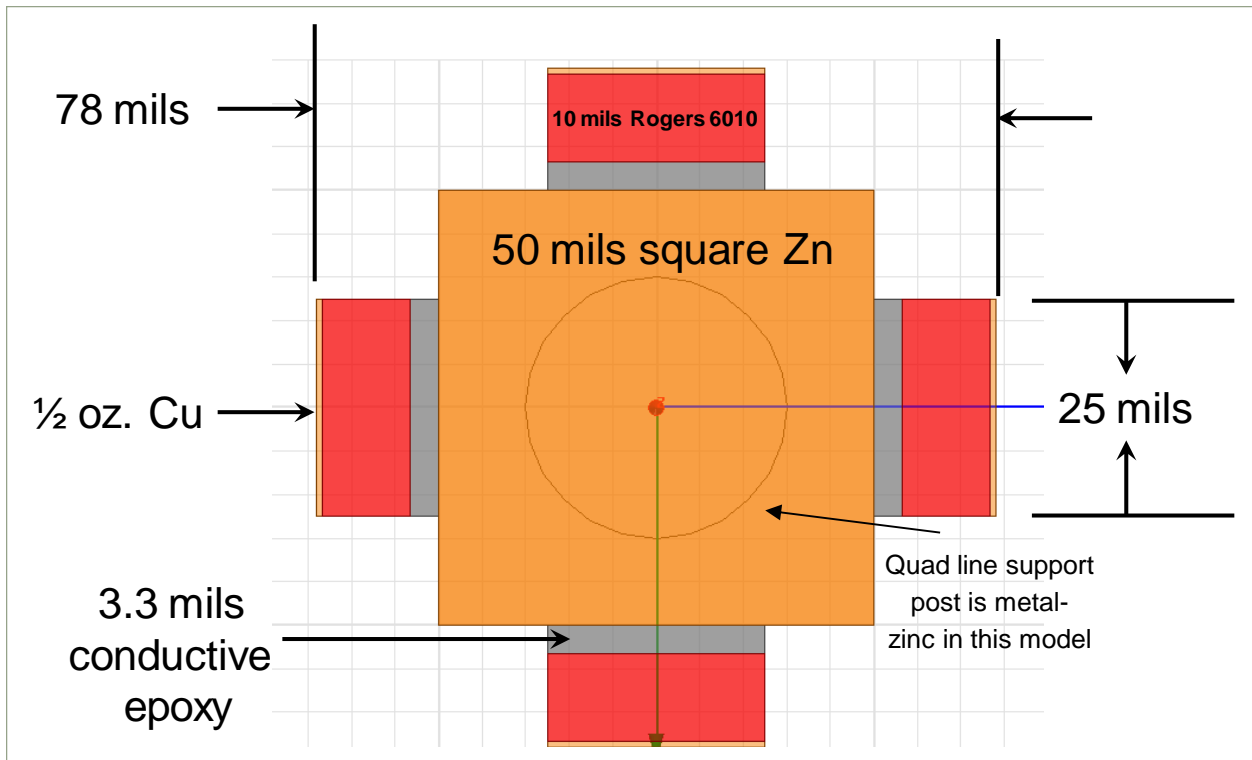 78 mils
10 mils Rogers 6010
50 mils square Zn
½ oz. Cu
25 mils
Quad line support
post is metal-
zinc in this model
3.3 mils
conductive
epoxy